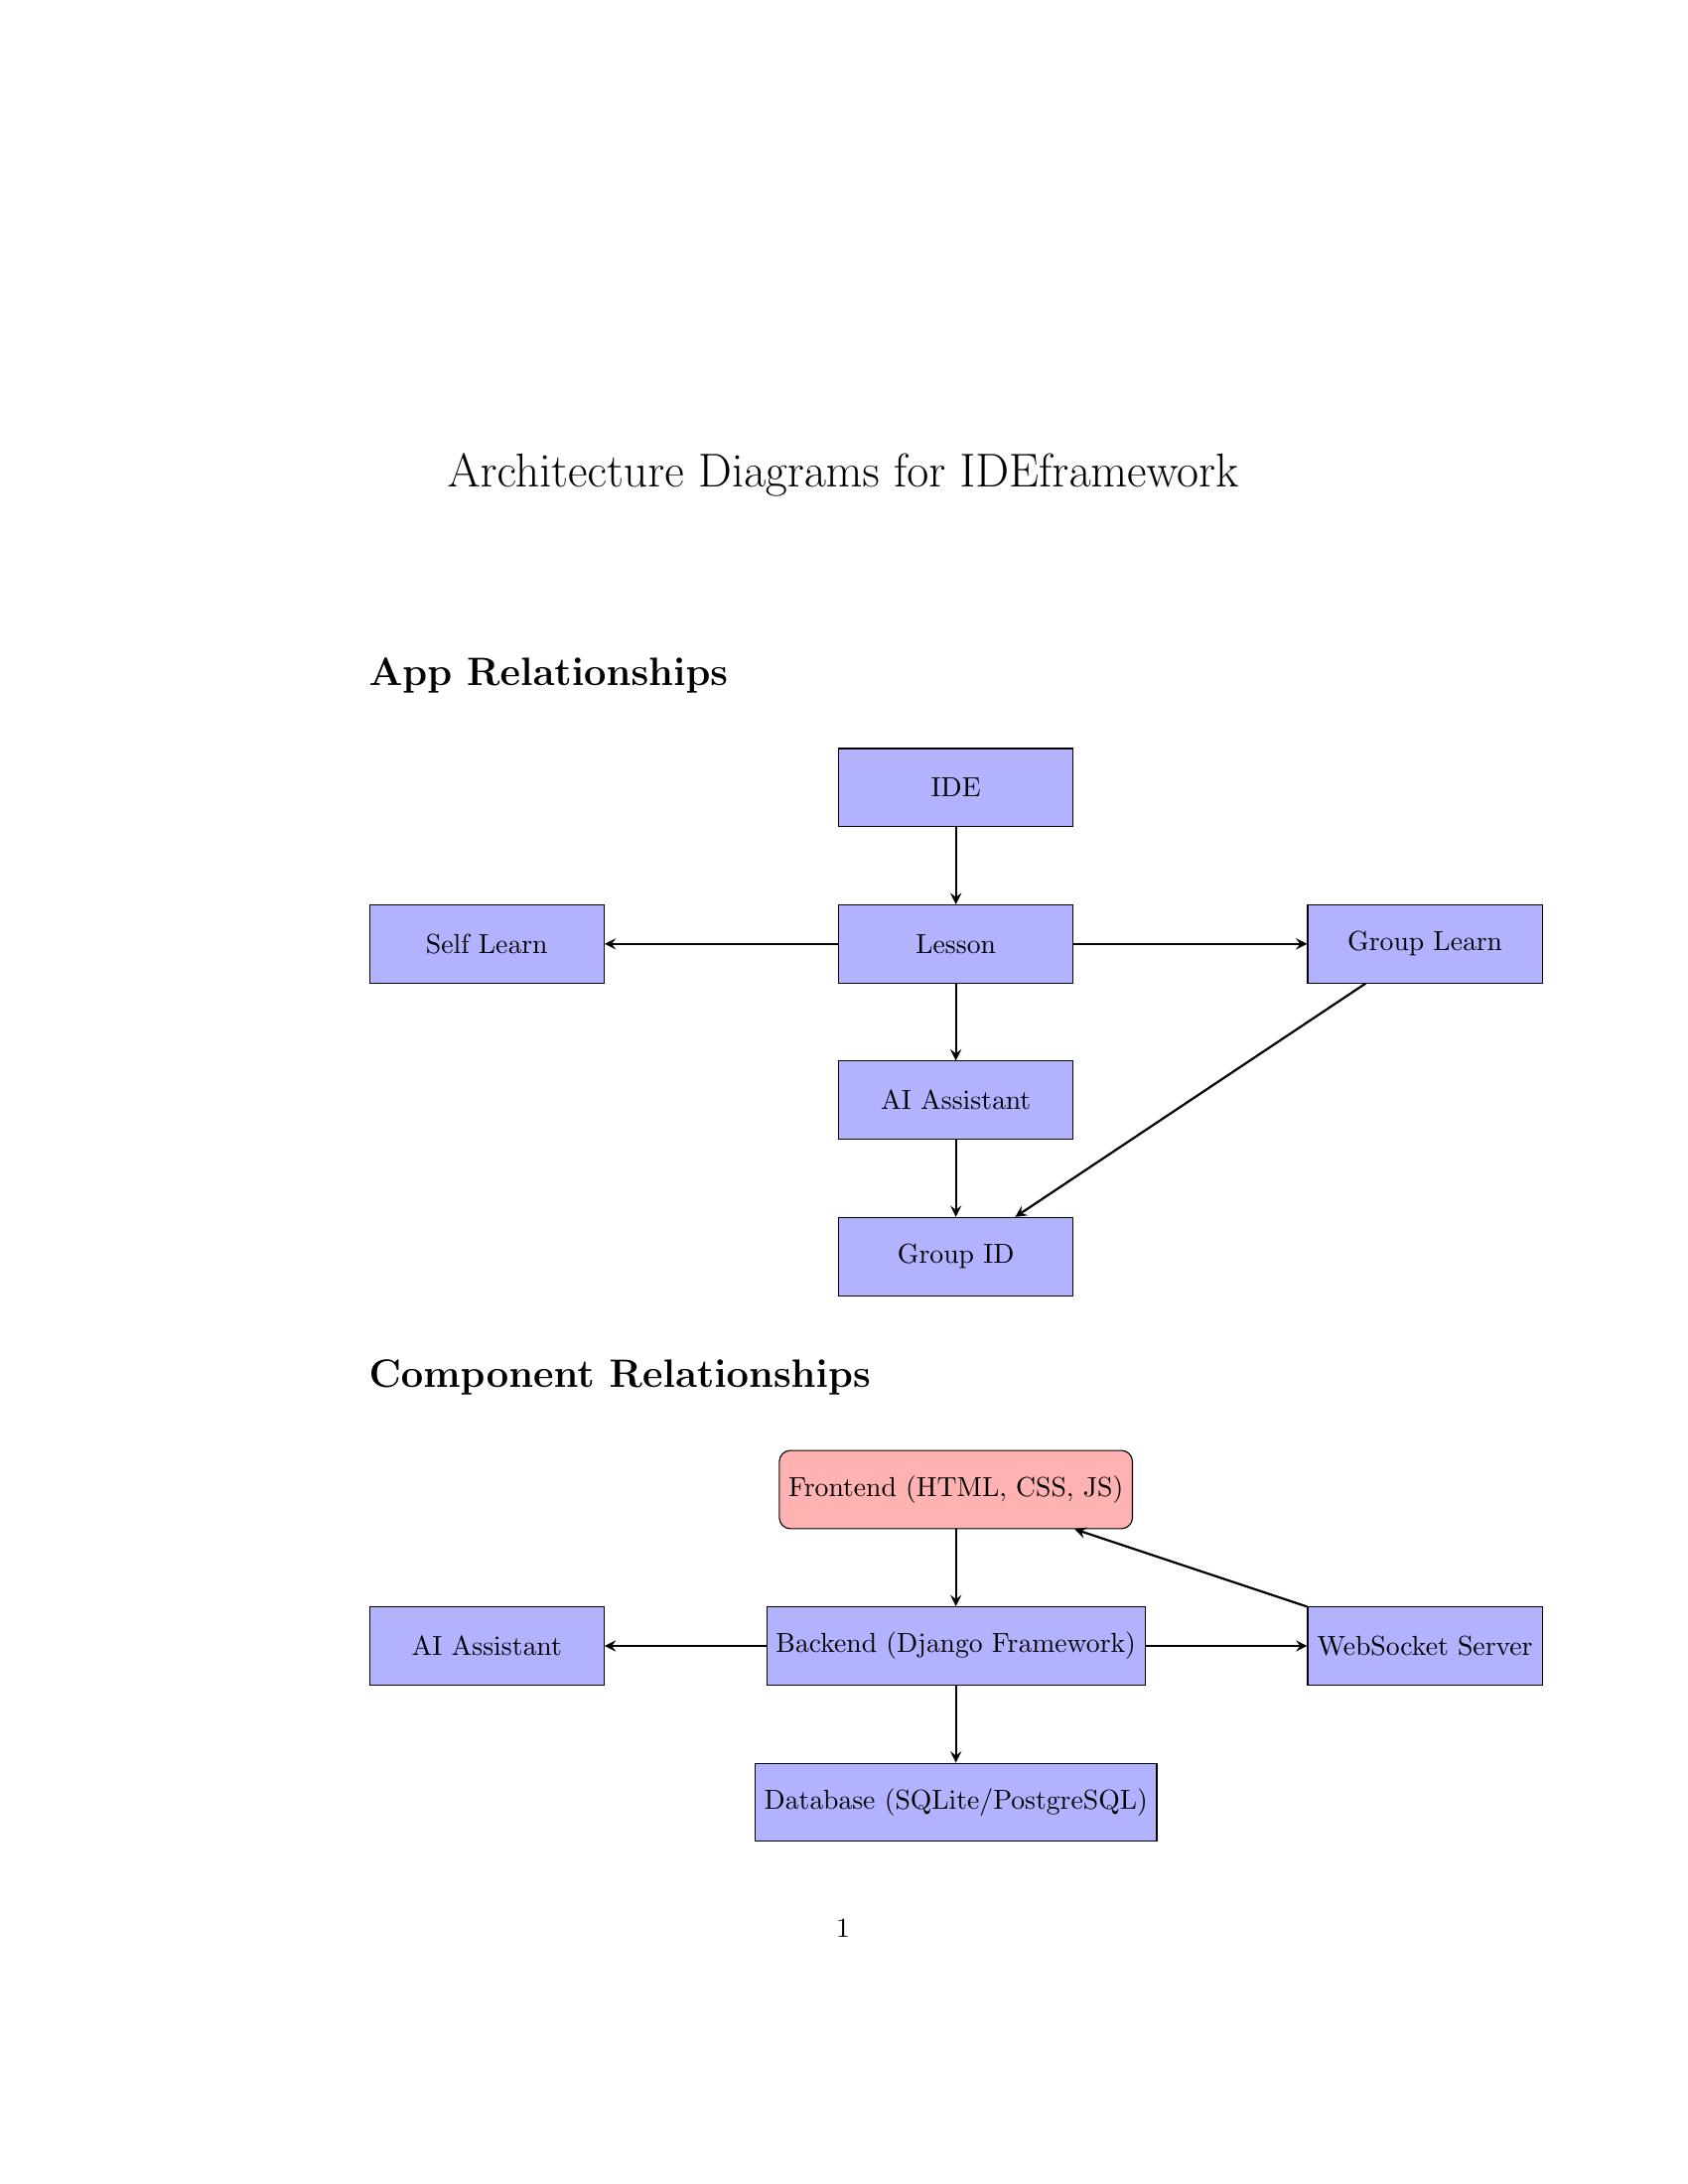 Architecture Diagrams for IDEframework
App Relationships
IDE
Self Learn
Lesson
Group Learn
AI Assistant
Group ID
Component Relationships
Frontend (HTML, CSS, JS)
AI Assistant
Backend (Django Framework)
WebSocket Server
Database (SQLite/PostgreSQL)
1